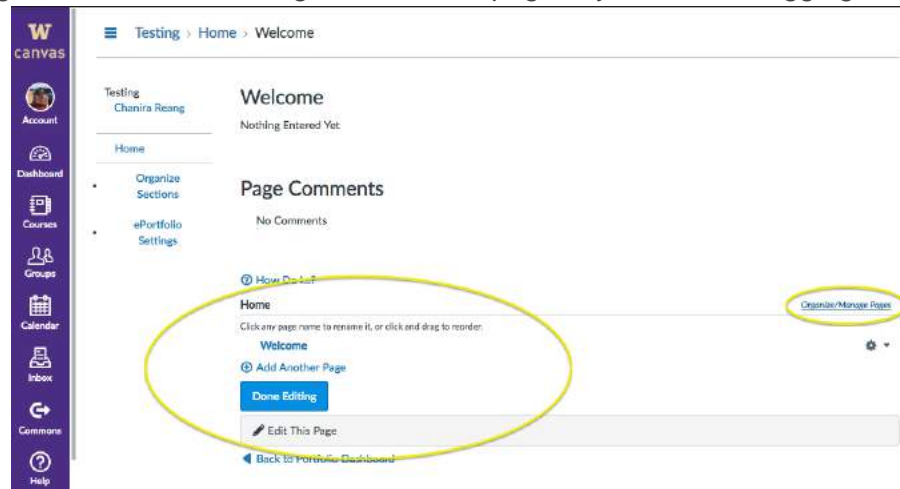 W
canvas
Account
Dashboard
Courses
Groups
Calendar
Inbox
Commons
Help
Testing › Home › Welcome
Testing
Chanira Reang
Home
Organize
Sections
ePortfolio
Settings
Welcome
Nothing Entered Yet
Page Comments
No Comments
How Do I..?
Home
Organize/Manage Pages
Click any page name to rename it, or click and drag to reorder.
Welcome
Add Another Page
Done Editing
Edit This Page
Back to Portfolio Dashboard